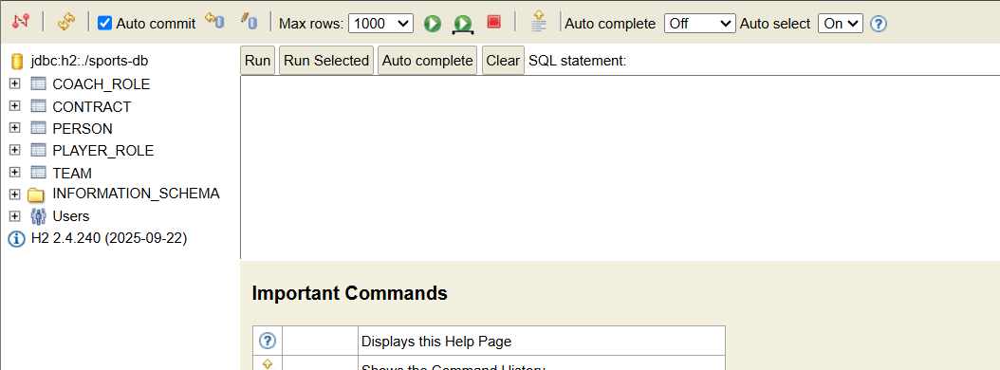 Auto commit Max rows: 1000 Auto complete Off Auto select On
jdbc:h2:./sports-db
COACH_ROLE
CONTRACT
PERSON
PLAYER_ROLE
TEAM
INFORMATION_SCHEMA
Users
H2 2.4.240 (2025-09-22)
Run Run Selected Auto complete Clear SQL statement:
Important Commands
Displays this Help Page
Shows the Command History